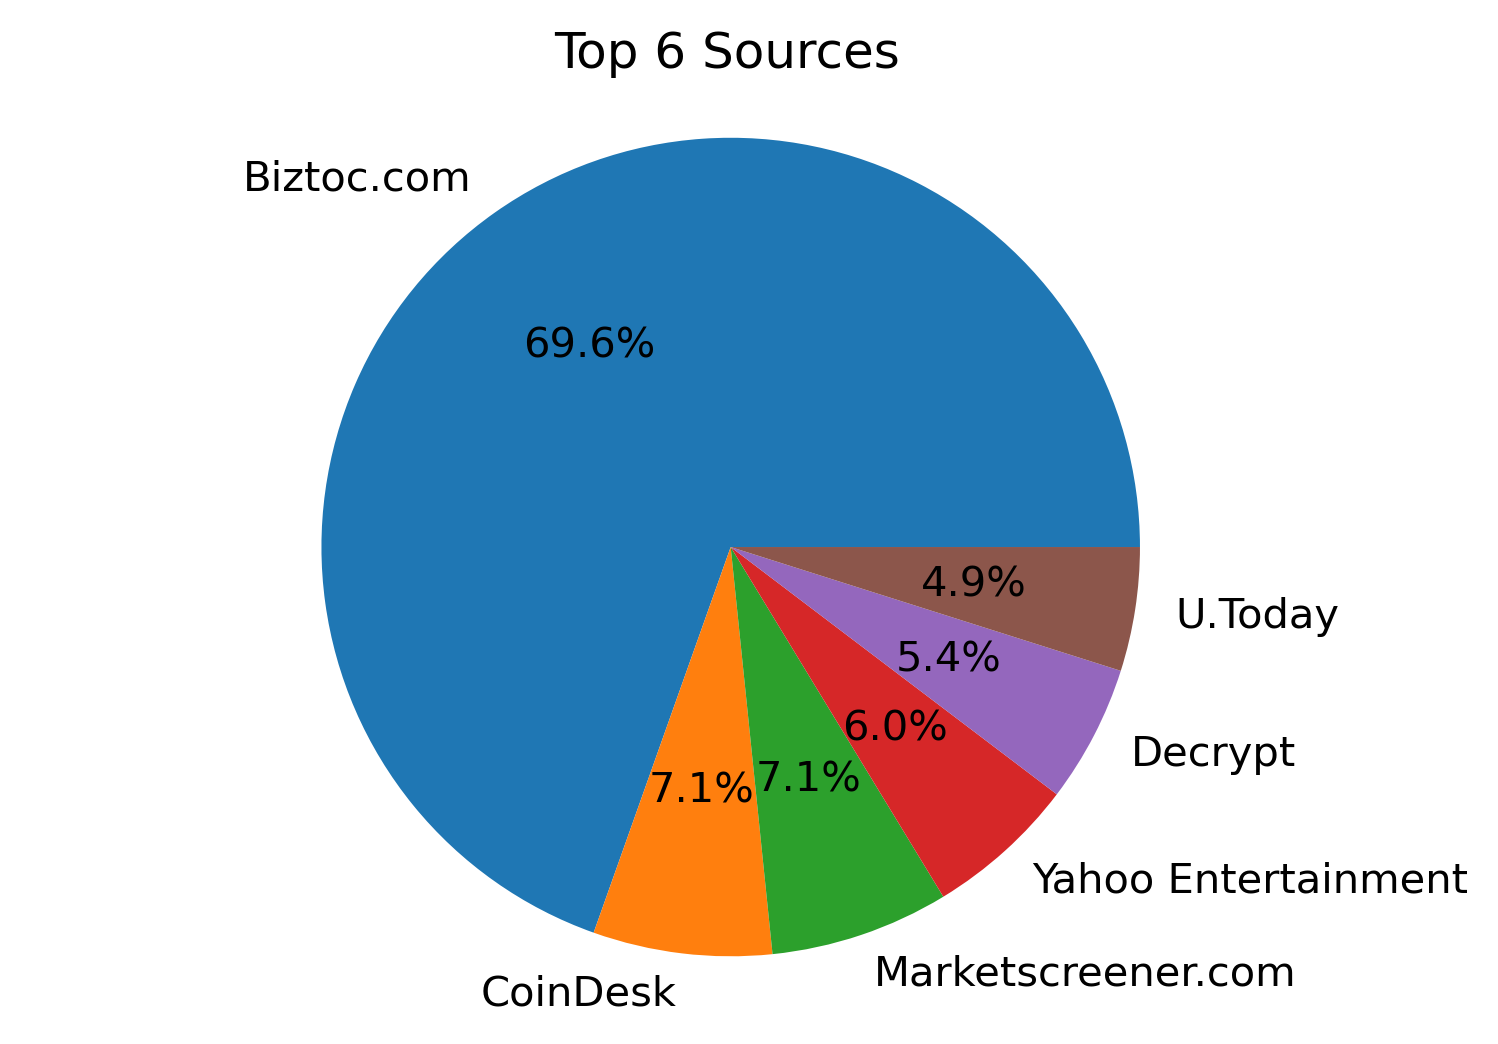 Top 6 Sources
Biztoc.com
69.6%
4.9%
U.Today
5.4%
Decrypt
6.0%
Yahoo Entertainment
7.1%
Marketscreener.com
7.1%
CoinDesk